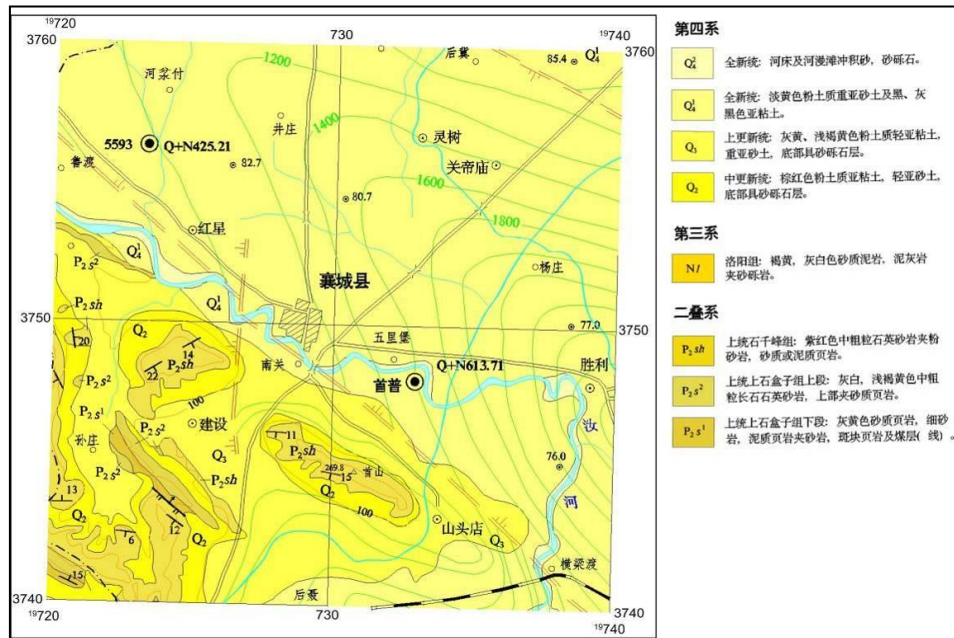 19720
730
19740
3760
3760
后冀
85.4
Q₄¹
1200
河浆付
井庄
1400
灵树
5593
Q+N425.21
关帝庙
鲁渡
82.7
80.7
1600
1800
红星
Q₄¹
P₂s²
杨庄
襄城县
Q₄¹
P₂sh
3750
3750
77.0
Q₂
五里堡
20
14
P₂sh
22
南关
Q+N613.71
首普
胜利
P₂s²
100
汝
P₂s¹
建设
P₂s²
11
孙庄
Q₃
P₂sh
76.0
P₂s²
P₂sh
269.8
首山
15
河
13
Q₂
100
Q₂
山头店
12
Q₂
6
Q₃
15
横梁渡
后聂
3740
3740
19720
730
19740
第四系
Q₄² 全新统：河床及河漫滩冲积砂，砂砾石。
Q₄¹ 全新统：淡黄色粉土质重亚砂土及黑、灰
黑色亚粘土。
Q₃ 上更新统：灰黄、浅褐黄色粉土质轻亚粘土，
重亚砂土，底部具砂砾石层。
Q₂ 中更新统：棕红色粉土质亚粘土，轻亚砂土，
底部具砂砾石层。
第三系
Nl 洛阳组：褐黄，灰白色砂质泥岩，泥灰岩
夹砂砾岩。
二叠系
P₂sh 上统石千峰组：紫红色中粗粒石英砂岩夹粉
砂岩，砂质或泥质页岩。
P₂s² 上统上石盒子组上段：灰白，浅褐黄色中粗
粒长石石英砂岩，上部夹砂质页岩。
P₂s¹ 上统上石盒子组下段：灰黄色砂质页岩，细砂
岩，泥质页岩夹砂岩，斑块页岩及煤层（线）。